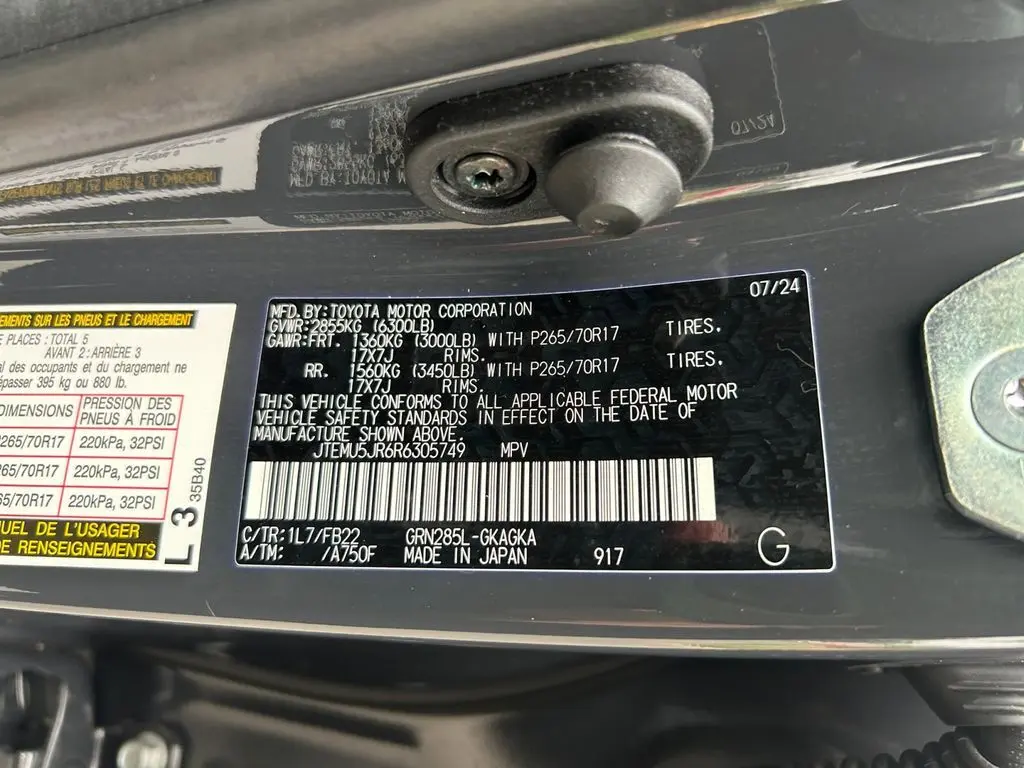 EMENTS SUR LES PNEUS ET LE CHARGEMENT
E PLACES : TOTAL 5
AVANT 2 : ARRIÈRE 3
al des occupants et du chargement ne
épasser 395 kg ou 880 lb.
DIMENSIONS PRESSION DES PNEUS À FROID
265/70R17 220kPa, 32PSI
265/70R17 220kPa, 32PSI
65/70R17 220kPa, 32PSI
UEL DE L'USAGER
DE RENSEIGNEMENTS
L 3 35B40
07/24
MFD.BY:TOYOTA MOTOR CORPORATION
GVWR:2855KG (6300LB)
GAWR:FRT. 1360KG (3000LB) WITH P265/70R17 TIRES.
17X7J RIMS.
RR. 1560KG (3450LB) WITH P265/70R17 TIRES.
17X7J RIMS.
THIS VEHICLE CONFORMS TO ALL APPLICABLE FEDERAL MOTOR
VEHICLE SAFETY STANDARDS IN EFFECT ON THE DATE OF
MANUFACTURE SHOWN ABOVE.
JTEMU5JR6R6305749 MPV
C/TR:1L7/FB22 GRN285L-GKAGKA
A/TM: /A750F MADE IN JAPAN 917 G